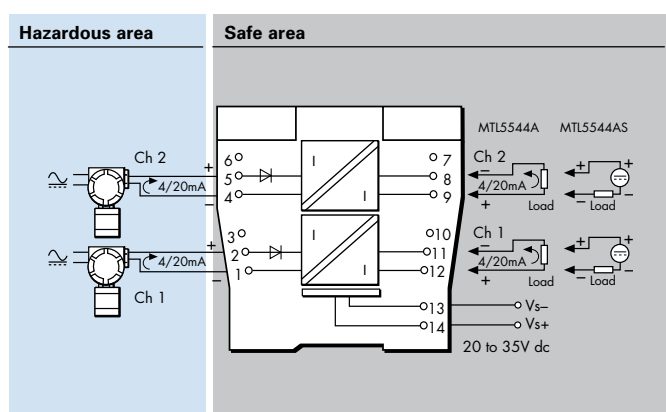 Hazardous area
Safe area
MTL5544A MTL5544AS
Ch 2
+
4/20mA
–
6
5
4
I
I
7
8
9
Ch 2
–
4/20mA
+
Load
+
+
–
–
Load
3
2
1
I
I
10
11
12
Ch 1
–
4/20mA
+
Load
+
+
–
–
Load
+
4/20mA
–
Ch 1
13 Vs–
14 Vs+
20 to 35V dc